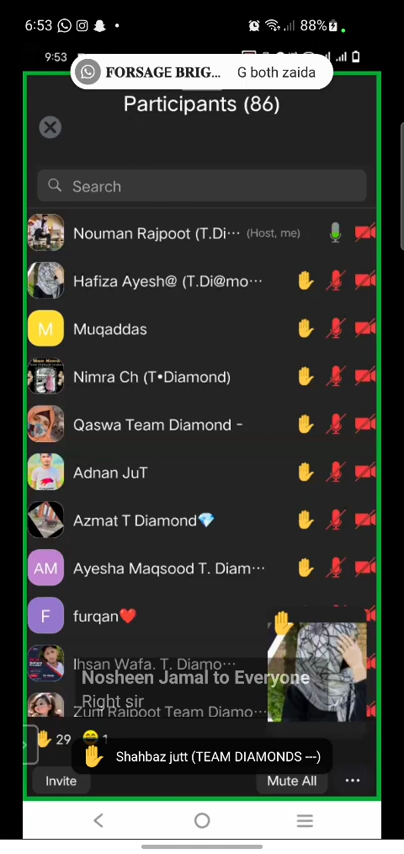 6:53
88%
9:53
𝐅𝐎𝐑𝐒𝐀𝐆𝐄 𝐁𝐑𝐈𝐆... G both zaida
Participants (86)
Search
Nouman Rajpoot (T.Di··· (Host, me)
Hafiza Ayesh@ (T.Di@mo···
M Muqaddas
Nimra Ch (T•Diamond)
Qaswa Team Diamond -
Adnan JuT
Azmat T Diamond💎
AM Ayesha Maqsood T. Diam···
F furqan❤️
Ihsan Wafa. T. Diamo···
Nosheen Jamal to Everyone
Right sir
Zuni Rajpoot Team Diamo···
✋ 29 😄 1
✋ Shahbaz jutt (TEAM DIAMONDS ---)
Invite
Mute All
···